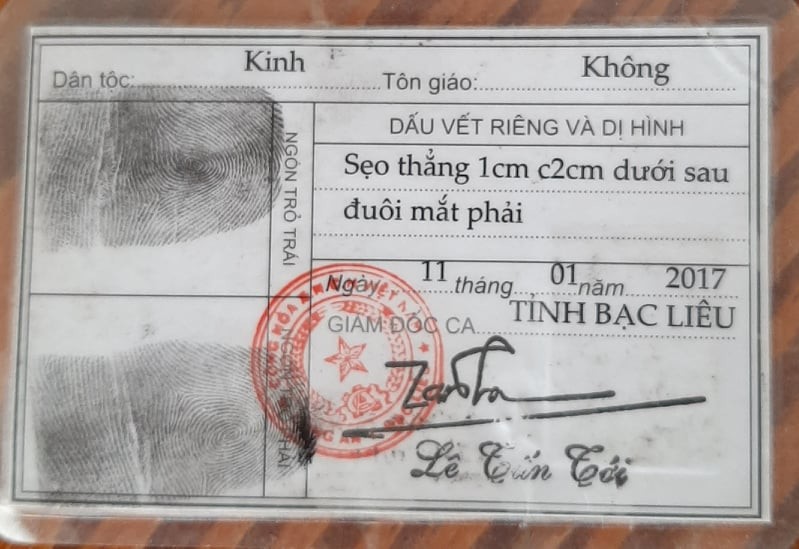 Dân tộc: Kinh Tôn giáo: Không
DẤU VẾT RIÊNG VÀ DỊ HÌNH
Sẹo thẳng 1cm c2cm dưới sau
đuôi mắt phải
Ngày 11 tháng 01 năm 2017
GIÁM ĐỐC CA TỈNH BẠC LIÊU
Lê Tấn Tới
NGÓN TRỎ TRÁI